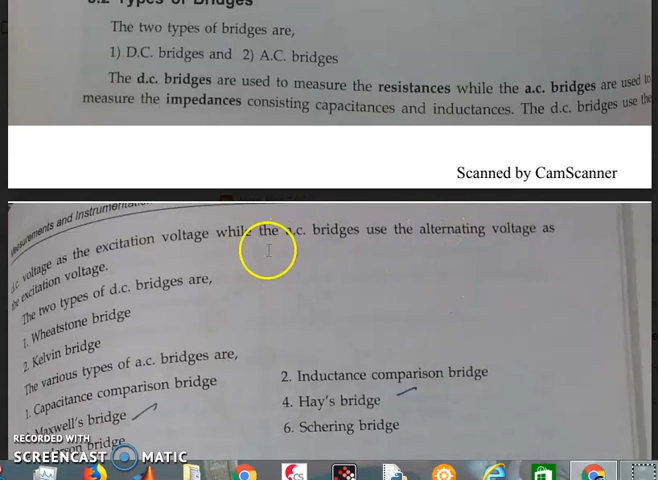 Types of Bridges
The two types of bridges are,
1) D.C. bridges and 2) A.C. bridges
The d.c. bridges are used to measure the resistances while the a.c. bridges are used to
measure the impedances consisting capacitances and inductances. The d.c. bridges use the
Scanned by CamScanner
Measurements and Instrumentation
d.c. voltage as the excitation voltage while the a.c. bridges use the alternating voltage as
the excitation voltage.
The two types of d.c. bridges are,
1. Wheatstone bridge
2. Kelvin bridge
The various types of a.c. bridges are,
1. Capacitance comparison bridge
2. Inductance comparison bridge
Maxwell's bridge
4. Hay's bridge
bridge
6. Schering bridge
RECORDED WITH
SCREENCAST MATIC